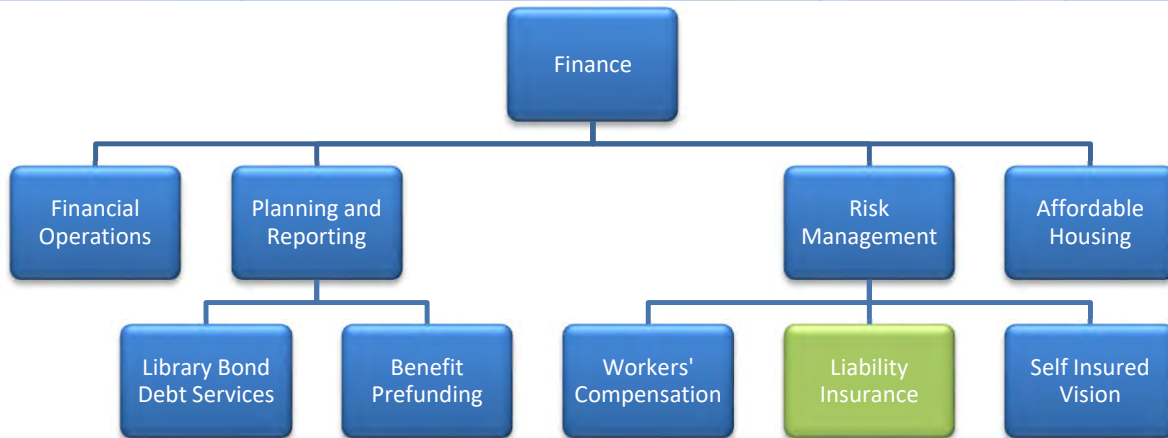 Finance
Financial
Operations
Planning and
Reporting
Risk
Management
Affordable
Housing
Library Bond
Debt Services
Benefit
Prefunding
Workers'
Compensation
Liability
Insurance
Self Insured
Vision